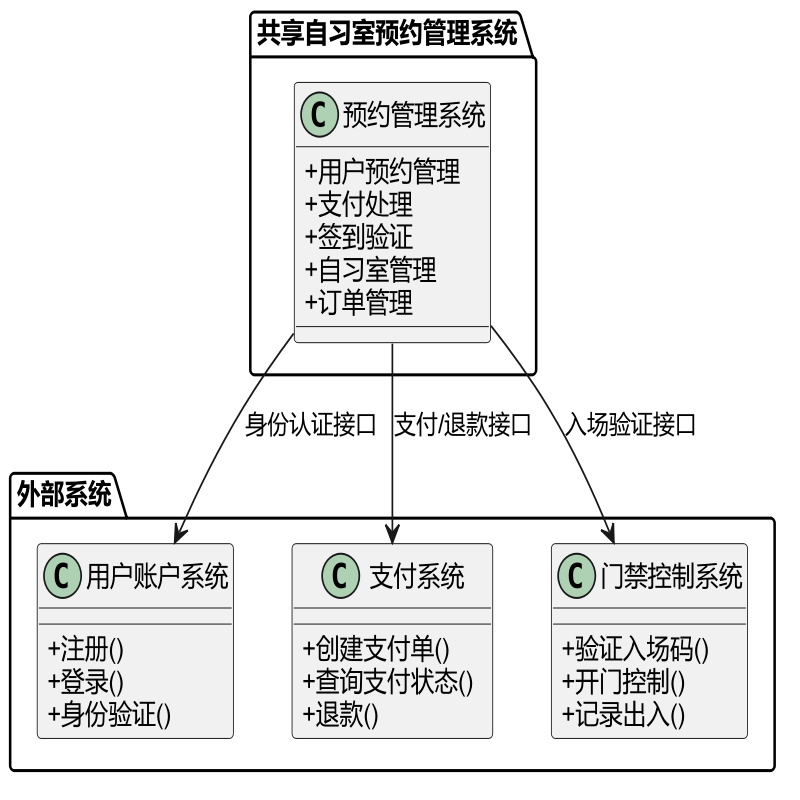 共享自习室预约管理系统
C 预约管理系统
+用户预约管理
+支付处理
+签到验证
+自习室管理
+订单管理
身份认证接口
支付/退款接口
入场验证接口
外部系统
C 用户账户系统
+注册()
+登录()
+身份验证()
C 支付系统
+创建支付单()
+查询支付状态()
+退款()
C 门禁控制系统
+验证入场码()
+开门控制()
+记录出入()